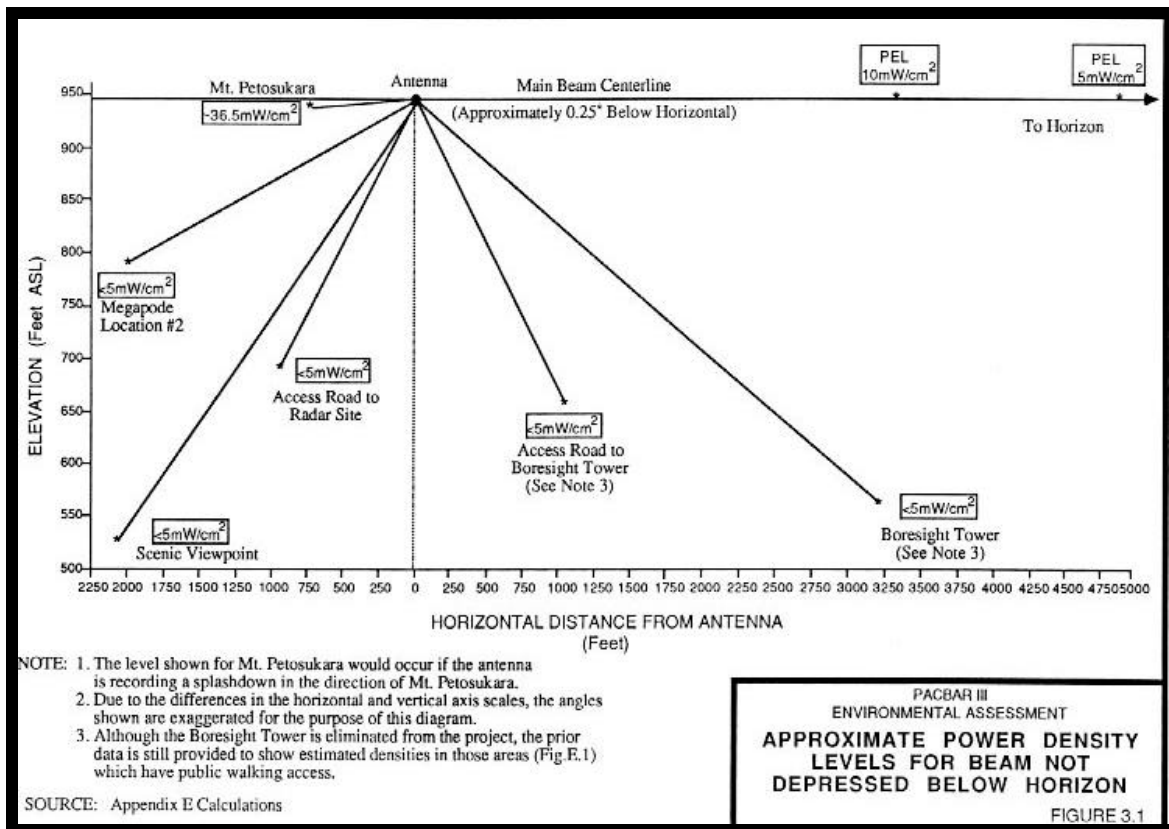 PEL
10mW/cm2
PEL
5mW/cm2
Mt. Petosukara
Antenna
Main Beam Centerline
~36.5mW/cm2
(Approximately 0.25° Below Horizontal)
To Horizon
ELEVATION (Feet ASL)
950
900
850
800
750
700
650
600
550
500
<5mW/cm2
Megapode
Location #2
<5mW/cm2
Access Road to
Radar Site
<5mW/cm2
Access Road to
Boresight Tower
(See Note 3)
<5mW/cm2
Scenic Viewpoint
<5mW/cm2
Boresight Tower
(See Note 3)
2250 2000 1750 1500 1250 1000 750 500 250 0 250 500 750 1000 1250 1500 1750 2000 2250 2500 2750 3000 3250 3500 3750 4000 4250 4500 4750 5000
HORIZONTAL DISTANCE FROM ANTENNA
(Feet)
NOTE: 1. The level shown for Mt. Petosukara would occur if the antenna
is recording a splashdown in the direction of Mt. Petosukara.
2. Due to the differences in the horizontal and vertical axis scales, the angles
shown are exaggerated for the purpose of this diagram.
3. Although the Boresight Tower is eliminated from the project, the prior
data is still provided to show estimated densities in those areas (Fig.E.1)
which have public walking access.
SOURCE: Appendix E Calculations
PACBAR III
ENVIRONMENTAL ASSESSMENT
APPROXIMATE POWER DENSITY
LEVELS FOR BEAM NOT
DEPRESSED BELOW HORIZON
FIGURE 3.1